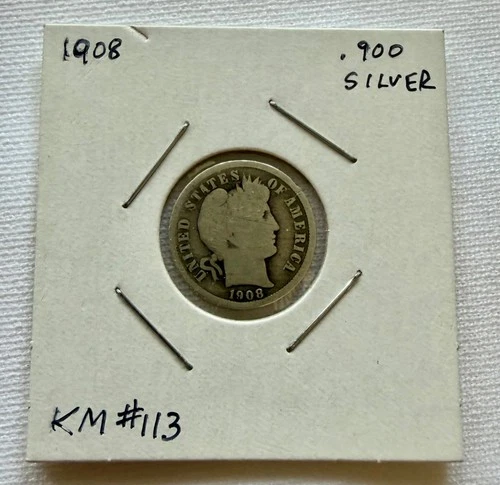 1908
.900
SILVER
UNITED STATES OF AMERICA
1908
KM #113